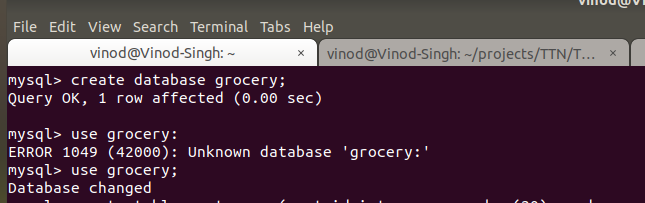 vinod@V
File Edit View Search Terminal Tabs Help
vinod@Vinod-Singh: ~ × vinod@Vinod-Singh: ~/projects/TTN/T... ×
mysql> create database grocery;
Query OK, 1 row affected (0.00 sec)
mysql> use grocery:
ERROR 1049 (42000): Unknown database 'grocery:'
mysql> use grocery;
Database changed